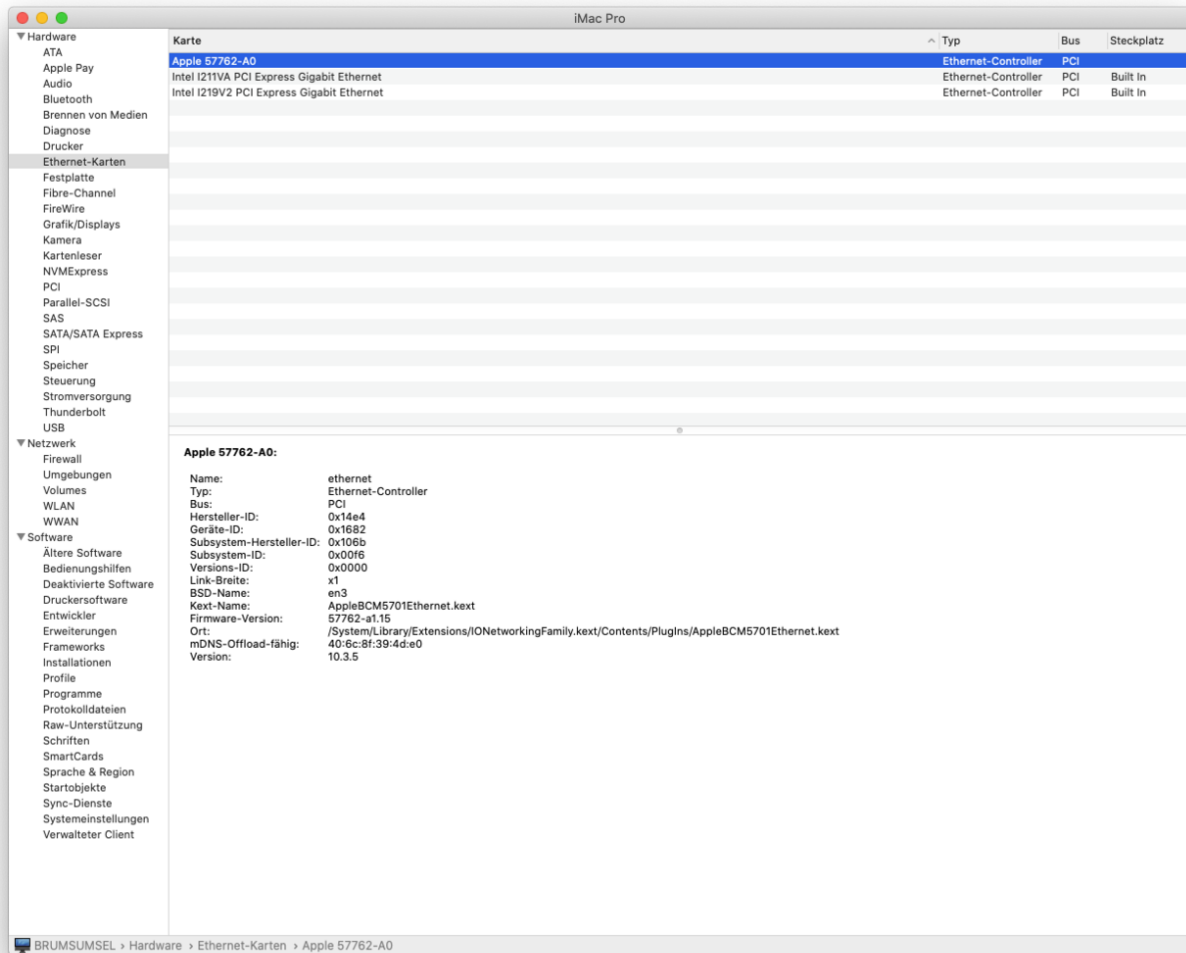 iMac Pro
Hardware
ATA
Apple Pay
Audio
Bluetooth
Brennen von Medien
Diagnose
Drucker
Ethernet-Karten
Festplatte
Fibre-Channel
FireWire
Grafik/Displays
Kamera
Kartenleser
NVMExpress
PCI
Parallel-SCSI
SAS
SATA/SATA Express
SPI
Speicher
Steuerung
Stromversorgung
Thunderbolt
USB
Netzwerk
Firewall
Umgebungen
Volumes
WLAN
WWAN
Software
Ältere Software
Bedienungshilfen
Deaktivierte Software
Druckersoftware
Entwickler
Erweiterungen
Frameworks
Installationen
Profile
Programme
Protokolldateien
Raw-Unterstützung
Schriften
SmartCards
Sprache & Region
Startobjekte
Sync-Dienste
Systemeinstellungen
Verwalteter Client
Karte Typ Bus Steckplatz
Apple 57762-A0 Ethernet-Controller PCI
Intel I211VA PCI Express Gigabit Ethernet Ethernet-Controller PCI Built In
Intel I219V2 PCI Express Gigabit Ethernet Ethernet-Controller PCI Built In
Apple 57762-A0:
Name: ethernet
Typ: Ethernet-Controller
Bus: PCI
Hersteller-ID: 0x14e4
Geräte-ID: 0x1682
Subsystem-Hersteller-ID: 0x106b
Subsystem-ID: 0x00f6
Versions-ID: 0x0000
Link-Breite: x1
BSD-Name: en3
Kext-Name: AppleBCM5701Ethernet.kext
Firmware-Version: 57762-a1.15
Ort: /System/Library/Extensions/IONetworkingFamily.kext/Contents/PlugIns/AppleBCM5701Ethernet.kext
mDNS-Offload-fähig: 40:6c:8f:39:4d:e0
Version: 10.3.5
BRUMSUMSEL › Hardware › Ethernet-Karten › Apple 57762-A0